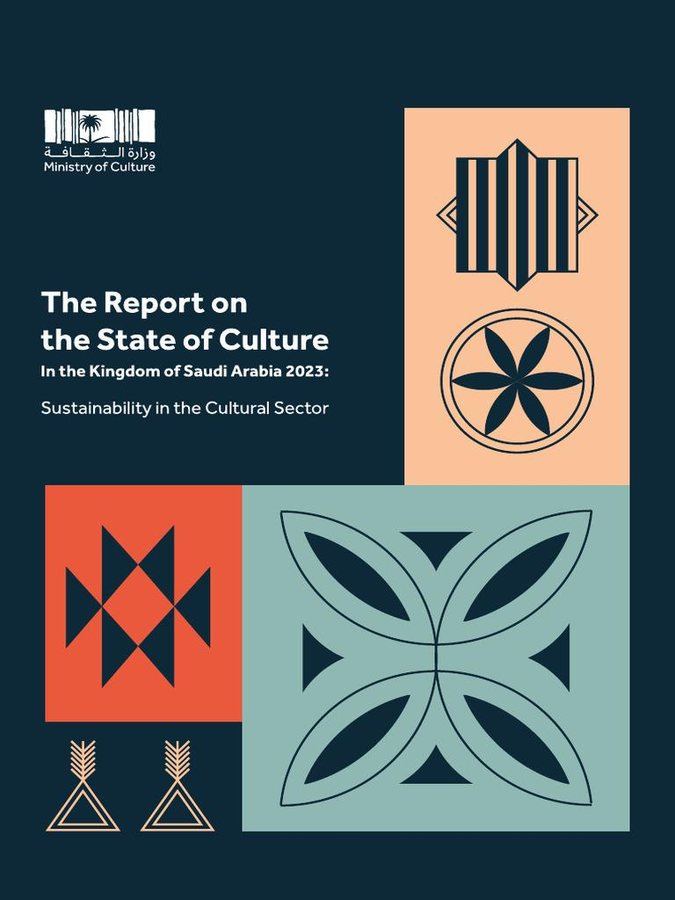 وزارة الثقافة
Ministry of Culture
The Report on
the State of Culture
In the Kingdom of Saudi Arabia 2023:
Sustainability in the Cultural Sector